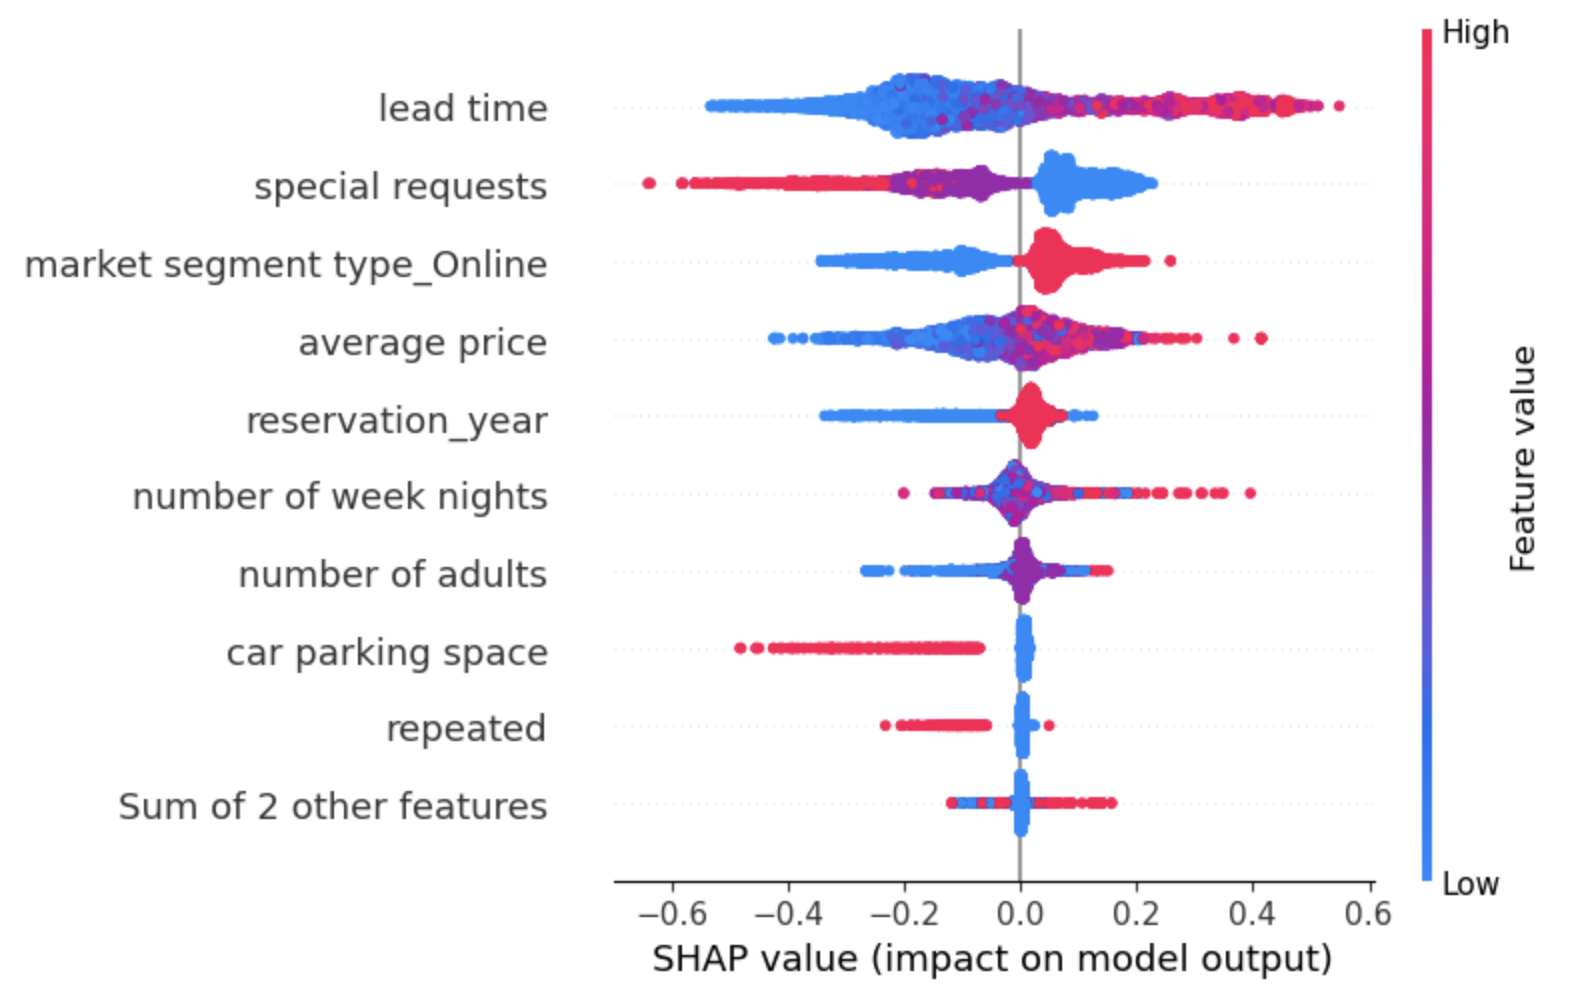 High
lead time
special requests
market segment type_Online
average price
reservation_year
number of week nights
number of adults
car parking space
repeated
Sum of 2 other features
Feature value
Low
−0.6 −0.4 −0.2 0.0 0.2 0.4 0.6
SHAP value (impact on model output)